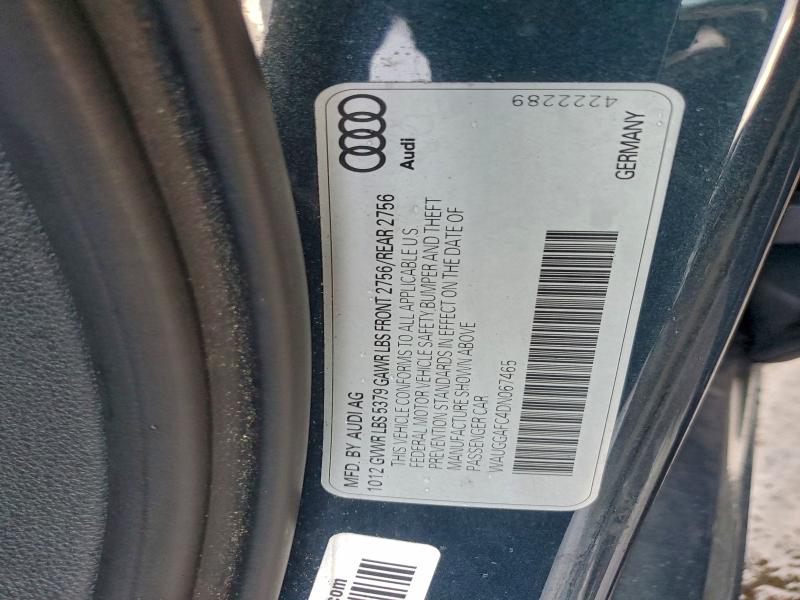 Audi
MFD. BY AUDI AG
1012 GVWR LBS 5379 GAWR LBS FRONT 2756/REAR 2756
THIS VEHICLE CONFORMS TO ALL APPLICABLE U.S
FEDERAL MOTOR VEHICLE SAFETY BUMPER AND THEFT
PREVENTION STANDARDS IN EFFECT ON THE DATE OF
MANUFACTURE SHOWN ABOVE
PASSENGER CAR
WAUGGAFC4DN067465
GERMANY
4222289
.com